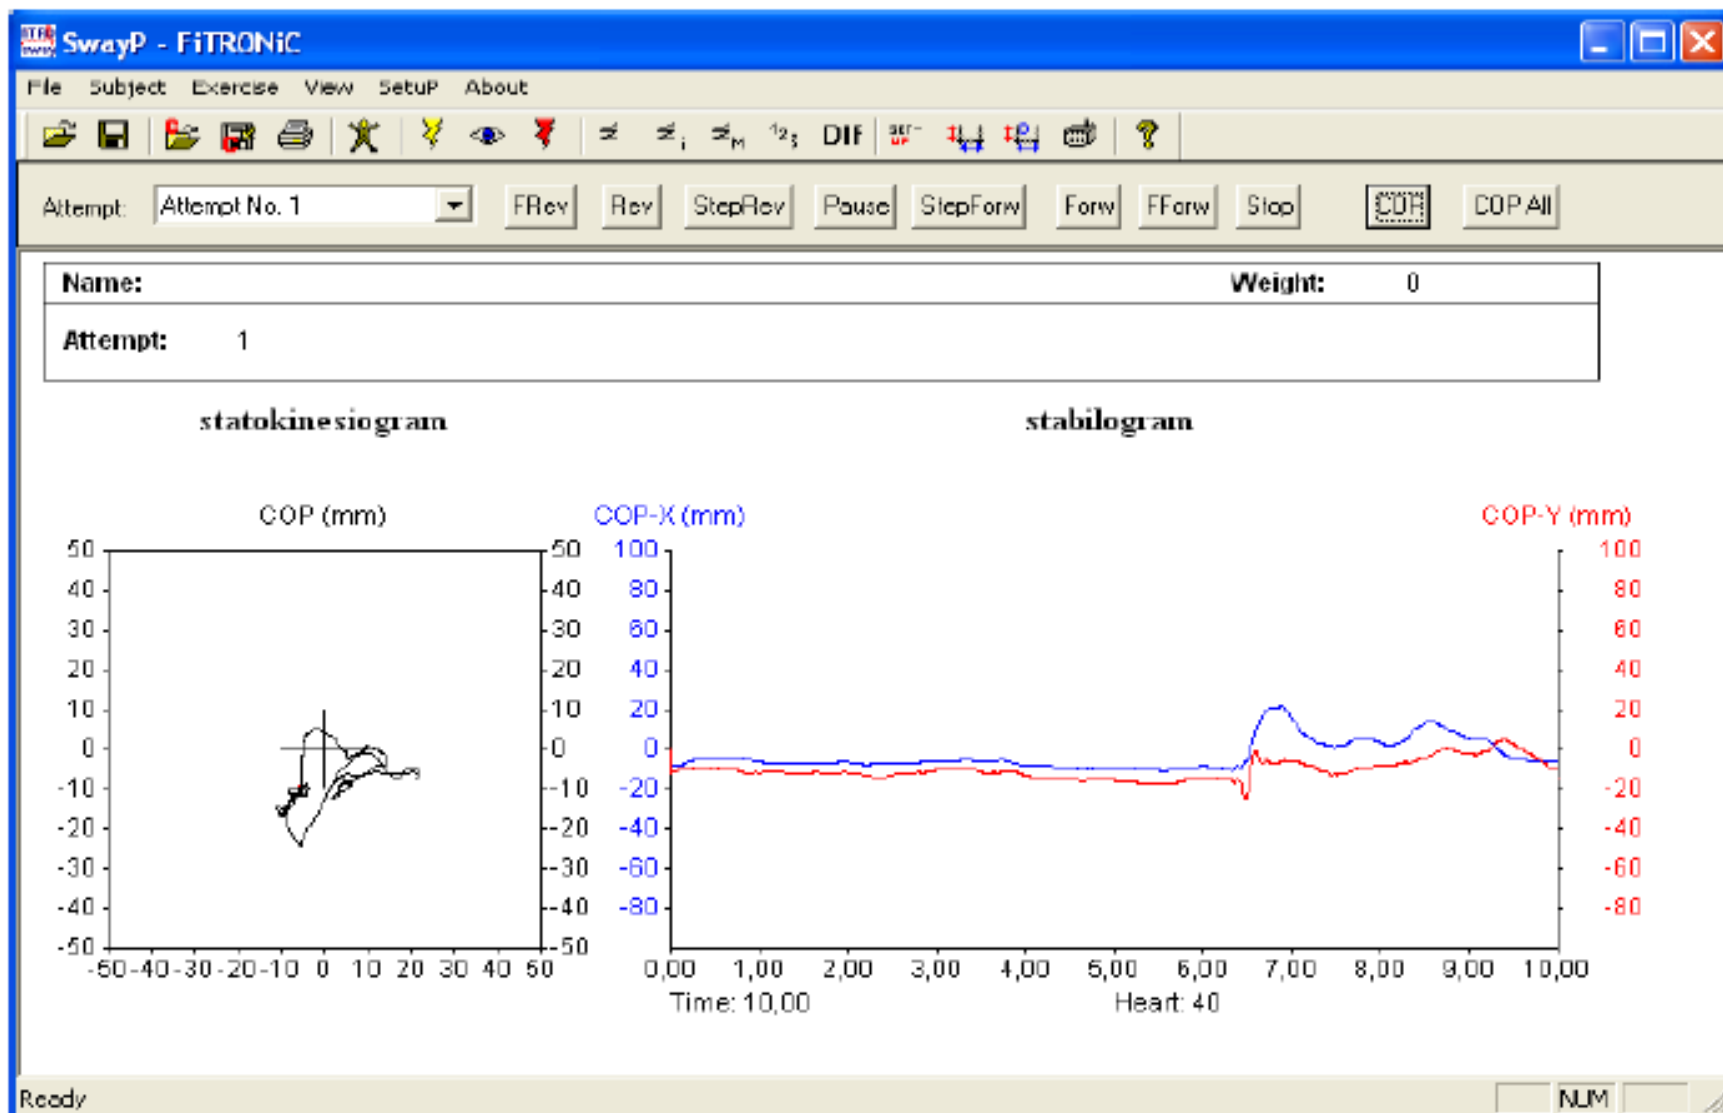 SwayP - FiTRONiC
File Subject Exercise View SetuP About
DIF
Attempt: Attempt No. 1 FRev Rev StepRev Pause StepForw Forw FForw Stop COP COP All
Name: Weight: 0
Attempt: 1
statokinesiogram stabilogram
COP (mm) COP-X (mm) COP-Y (mm)
50 50 100 100
40 40 80 80
30 30 60 60
20 20 40 40
10 10 20 20
0 0 0 0
-10 -10 -20 -20
-20 -20 -40 -40
-30 -30 -60 -60
-40 -40 -80 -80
-50 -50
-50 -40 -30 -20 -10 0 10 20 30 40 50 0,00 1,00 2,00 3,00 4,00 5,00 6,00 7,00 8,00 9,00 10,00
Time: 10,00 Heart: 40
Ready NUM